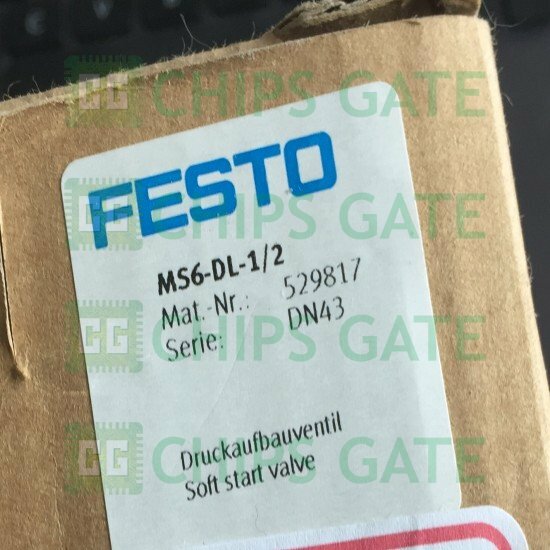 CHIPS GATE
FESTO
CHIPS GATE
MS6-DL-1/2
Mat.-Nr.: 529817
Serie: DN43
CHIPS GATE
Druckaufbauventil
Soft start valve
CHIPS GATE